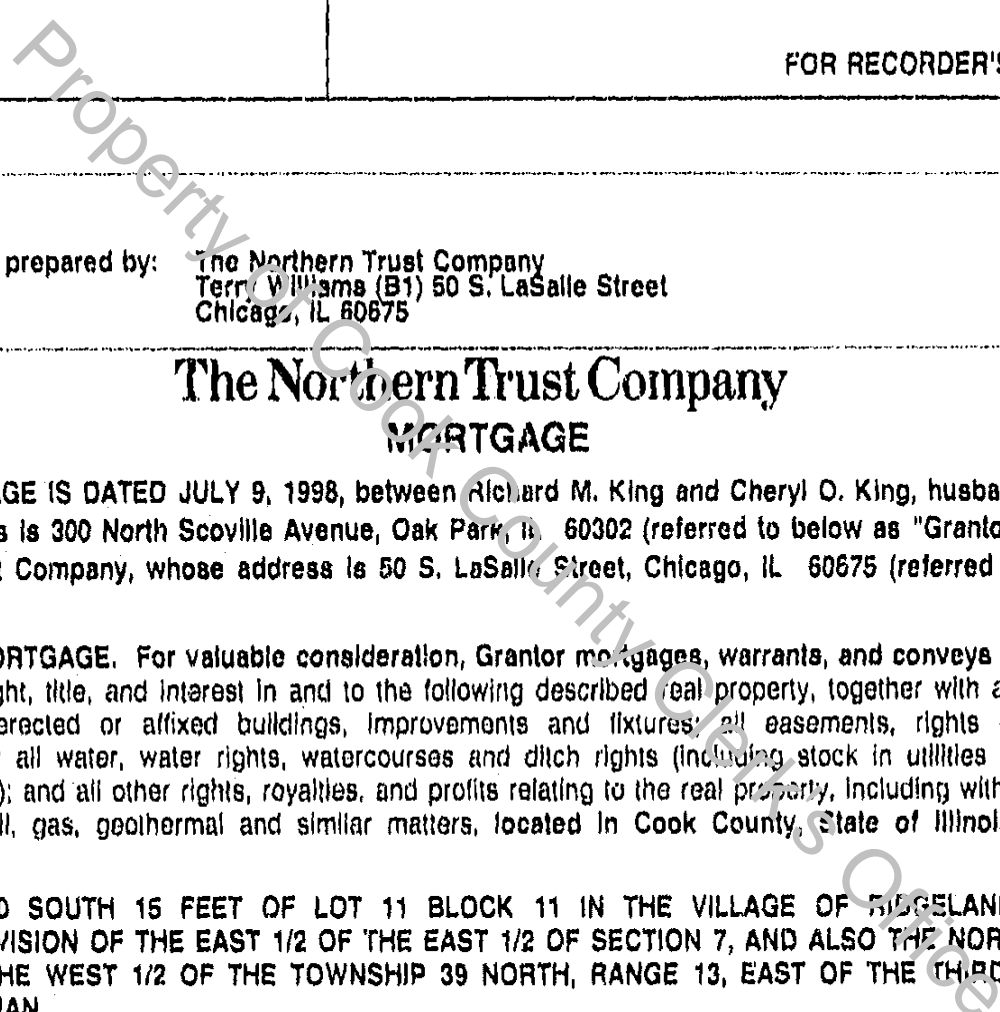 FOR RECORDER'S
prepared by: The Northern Trust Company
Terry Williams (B1) 50 S. LaSalle Street
Chicago, IL 60675
The Northern Trust Company
MORTGAGE
GE IS DATED JULY 9, 1998, between Richard M. King and Cheryl O. King, husba
s is 300 North Scoville Avenue, Oak Park, IL 60302 (referred to below as "Granto
t Company, whose address is 50 S. LaSalle Street, Chicago, IL 60675 (referred
ORTGAGE. For valuable consideration, Grantor mortgages, warrants, and conveys
ght, title, and interest in and to the following described real property, together with a
erected or affixed buildings, improvements and fixtures; all easements, rights
all water, water rights, watercourses and ditch rights (including stock in utilities
); and all other rights, royalties, and profits relating to the real property, including with
il, gas, geothermal and similar matters, located in Cook County, State of Illinoi
D SOUTH 15 FEET OF LOT 11 BLOCK 11 IN THE VILLAGE OF RIDGELAN
VISION OF THE EAST 1/2 OF THE EAST 1/2 OF SECTION 7, AND ALSO THE NOR
HE WEST 1/2 OF THE TOWNSHIP 39 NORTH, RANGE 13, EAST OF THE THIRD
IAN
Property of Cook County Clerk's Office